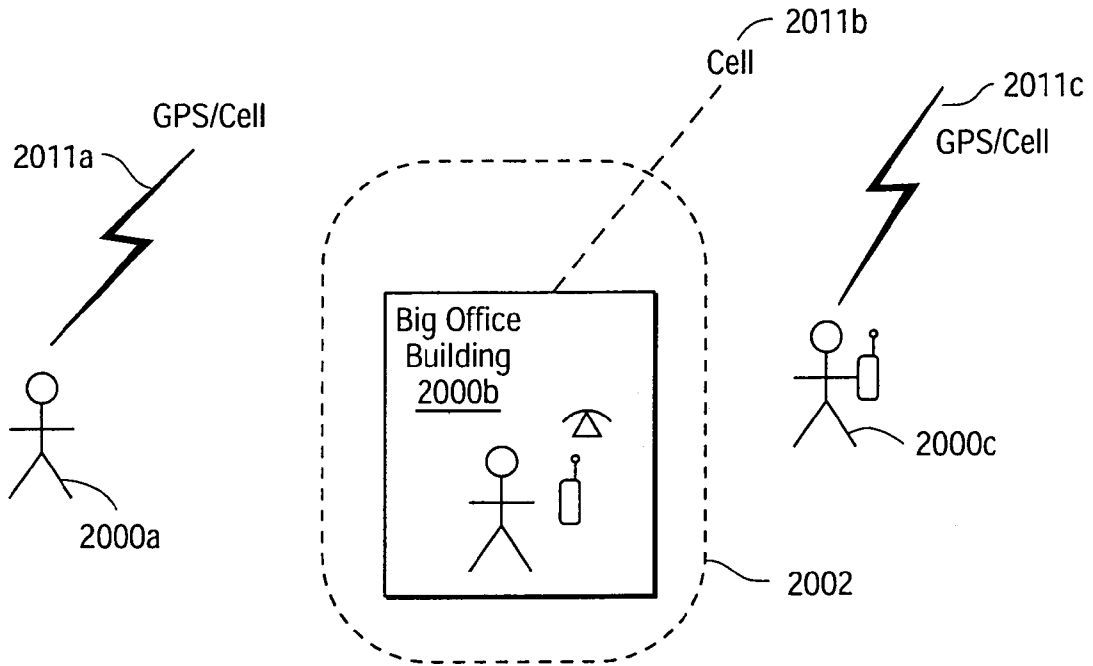 2011b
Cell
2011c
GPS/Cell
GPS/Cell
2011a
Big Office
Building
2000b
2000c
2000a
2002